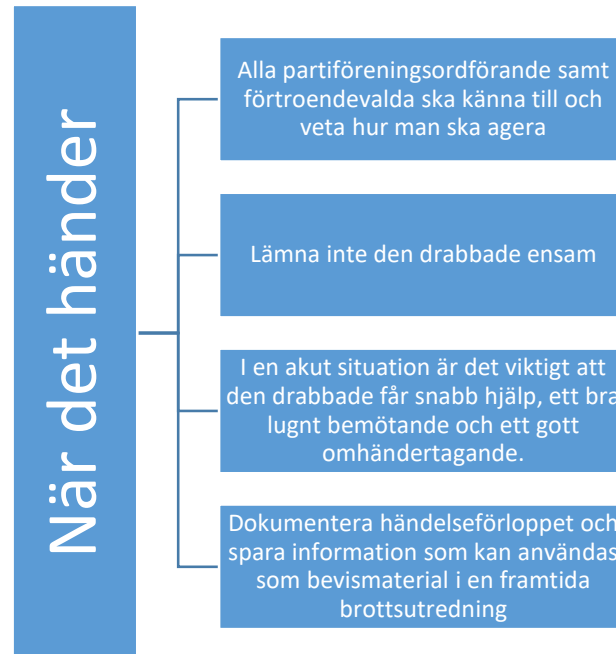 När det händer
Alla partiföreningsordförande samt
förtroendevalda ska känna till och
veta hur man ska agera
Lämna inte den drabbade ensam
I en akut situation är det viktigt att
den drabbade får snabb hjälp, ett bra
lugnt bemötande och ett gott
omhändertagande.
Dokumentera händelseförloppet och
spara information som kan användas
som bevismaterial i en framtida
brottsutredning